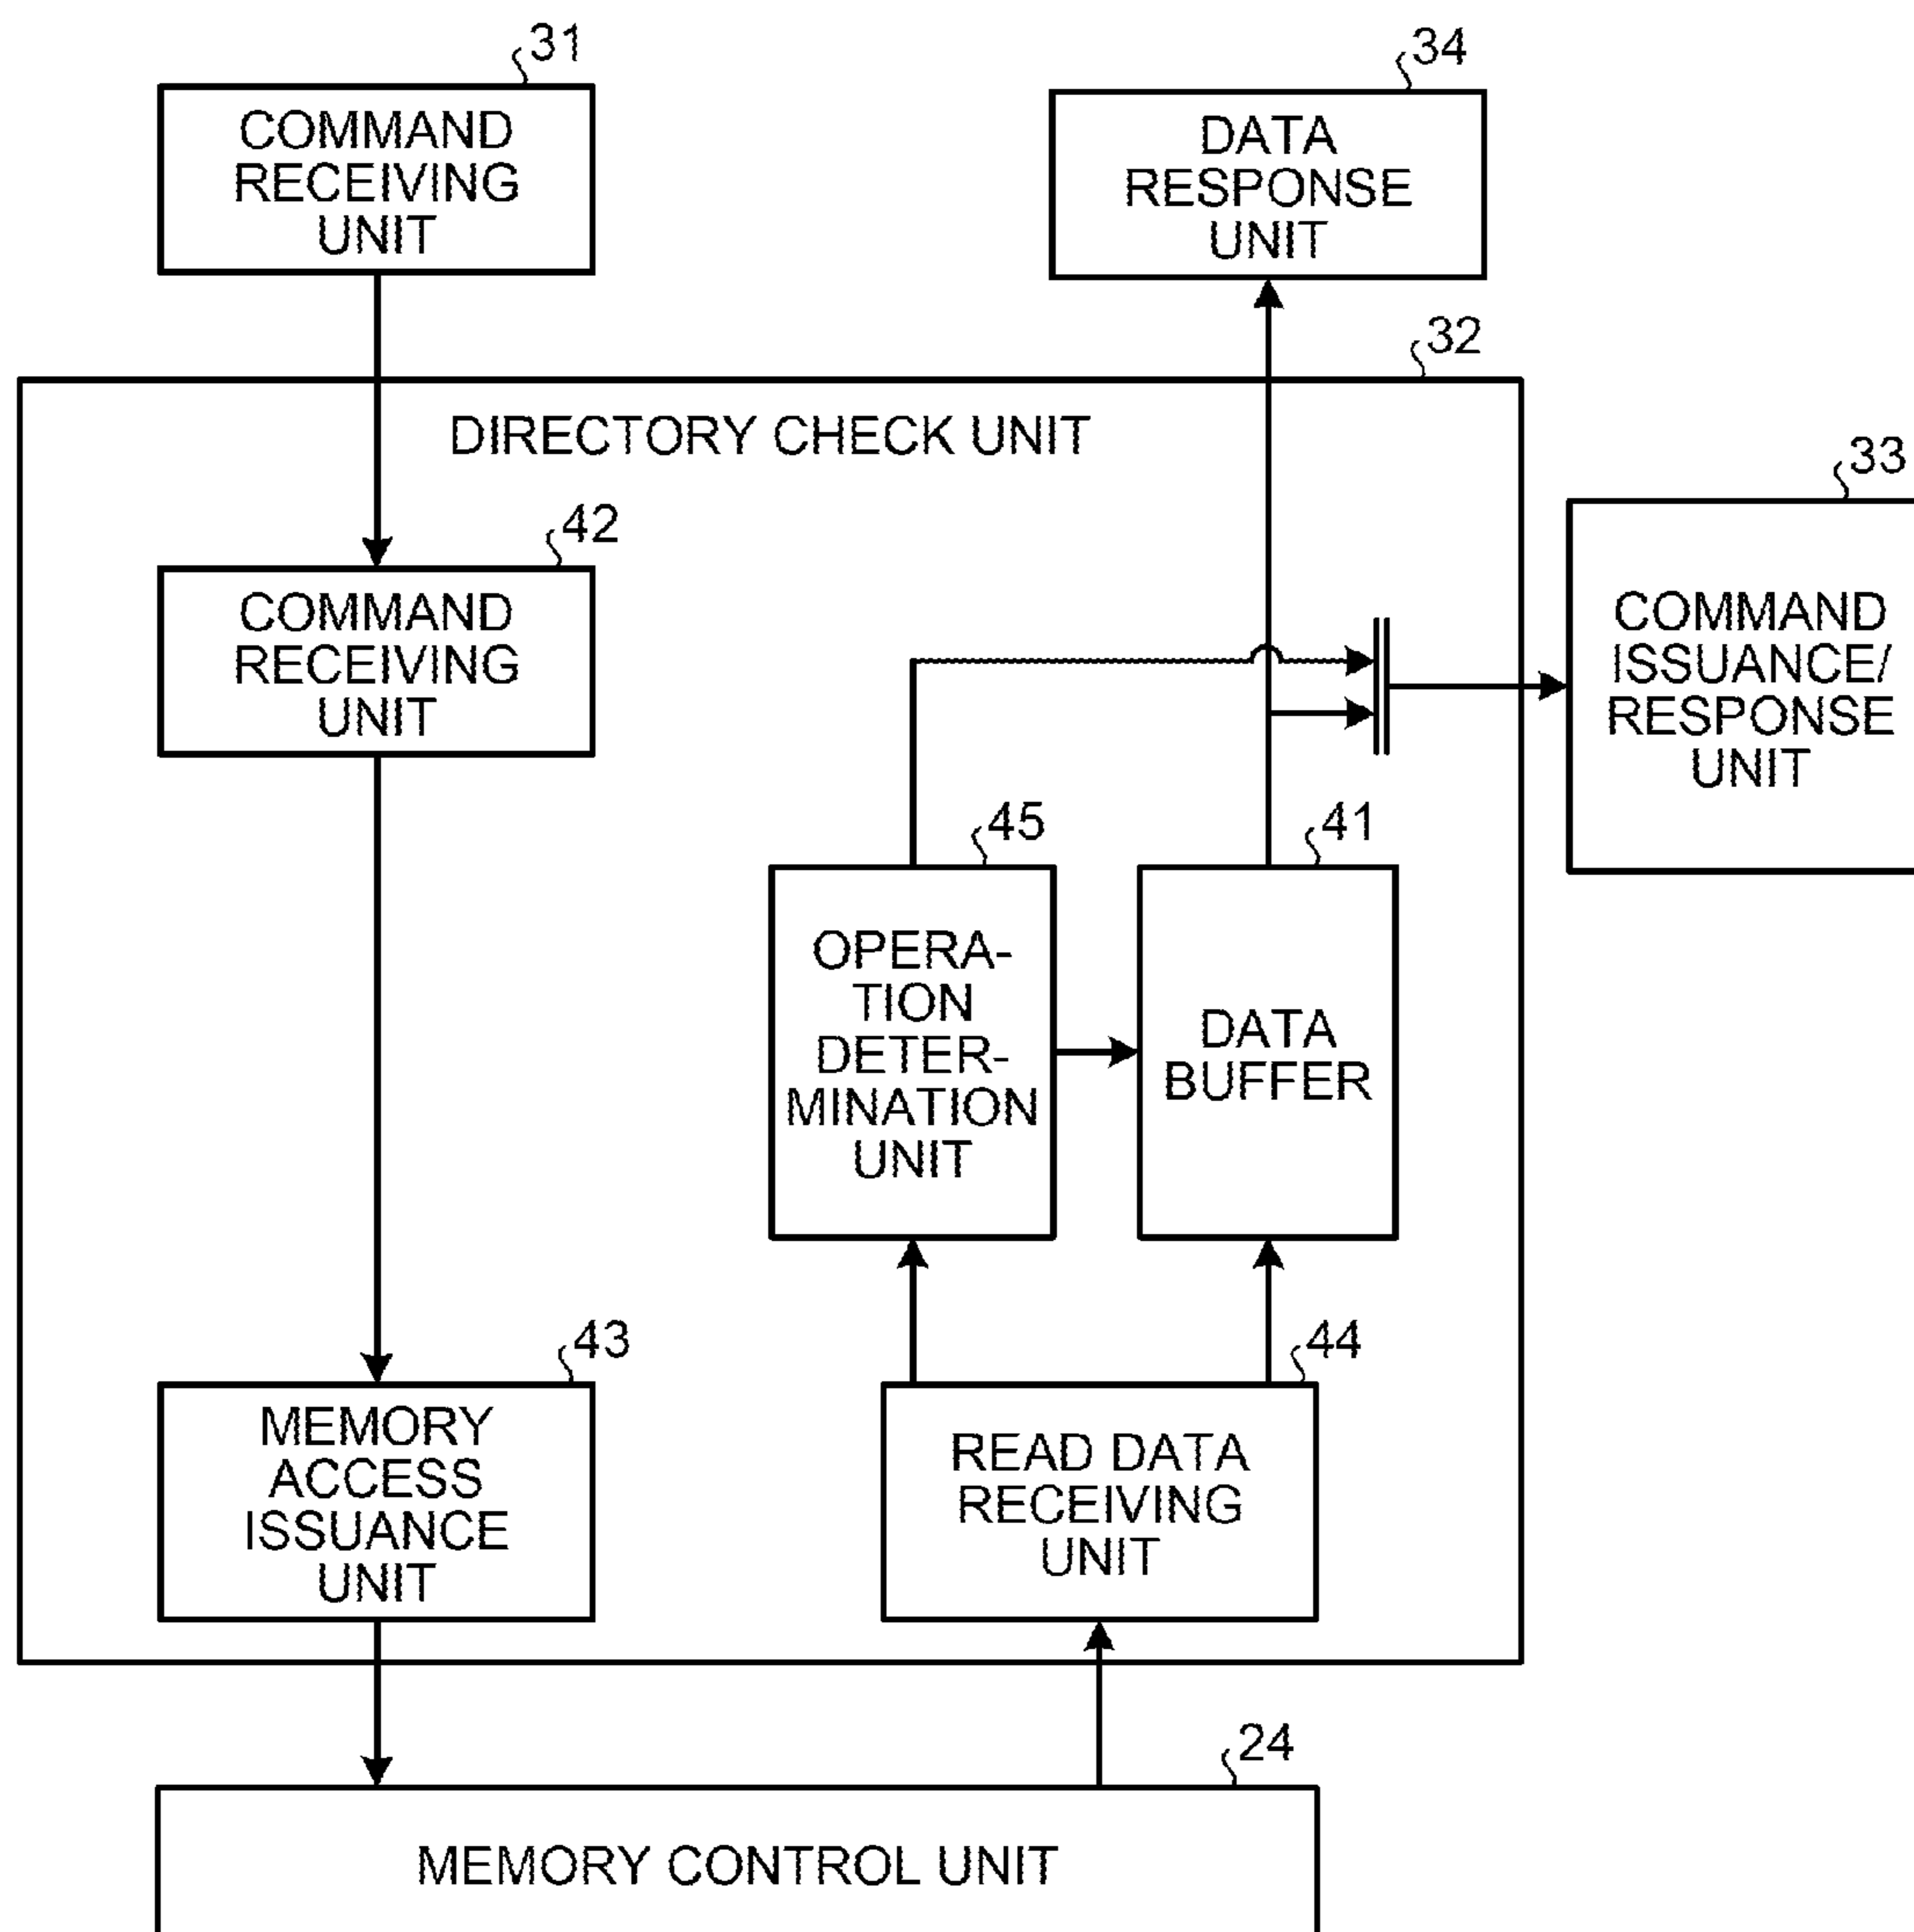 31
COMMAND
RECEIVING
UNIT
34
DATA
RESPONSE
UNIT
32
DIRECTORY CHECK UNIT
33
COMMAND
ISSUANCE/
RESPONSE
UNIT
42
COMMAND
RECEIVING
UNIT
45
OPERA-
TION
DETER-
MINATION
UNIT
41
DATA
BUFFER
43
MEMORY
ACCESS
ISSUANCE
UNIT
44
READ DATA
RECEIVING
UNIT
24
MEMORY CONTROL UNIT